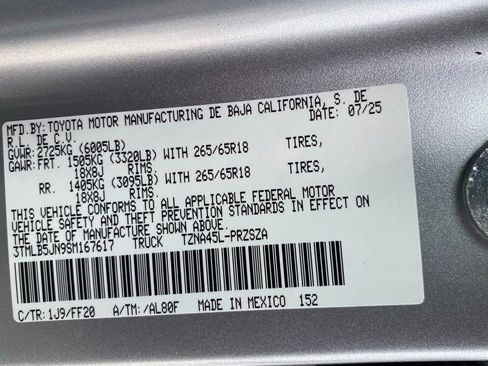 MFD.BY: TOYOTA MOTOR MANUFACTURING DE BAJA CALIFORNIA, S. DE
R.L. DE C.V. DATE: 07/25
GVWR: 2725KG (6005LB)
GAWR: FRT. 1505KG (3320LB) WITH 265/65R18 TIRES,
18X8J RIMS
RR. 1405KG (3095LB) WITH 265/65R18 TIRES,
18X8J RIMS
THIS VEHICLE CONFORMS TO ALL APPLICABLE FEDERAL MOTOR
VEHICLE SAFETY AND THEFT PREVENTION STANDARDS IN EFFECT ON
THE DATE OF MANUFACTURE SHOWN ABOVE.
3TMLB5JN9SM167617 TRUCK TZNA45L-PRZSZA
C/TR: 1J9/FF20 A/TM: /AL80F MADE IN MEXICO 152